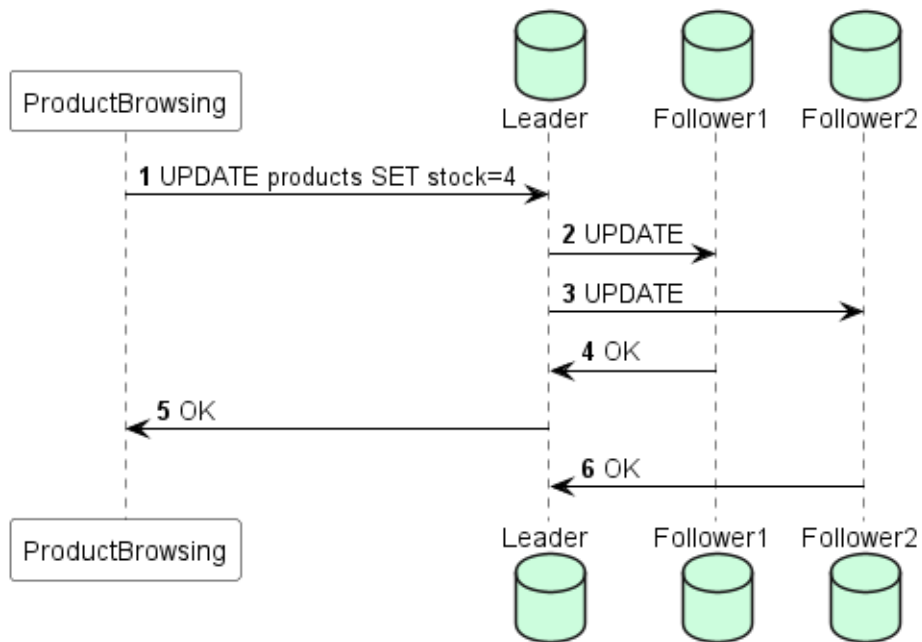 Leader Follower1 Follower2
ProductBrowsing
1 UPDATE products SET stock=4
2 UPDATE
3 UPDATE
4 OK
5 OK
6 OK
ProductBrowsing
Leader Follower1 Follower2